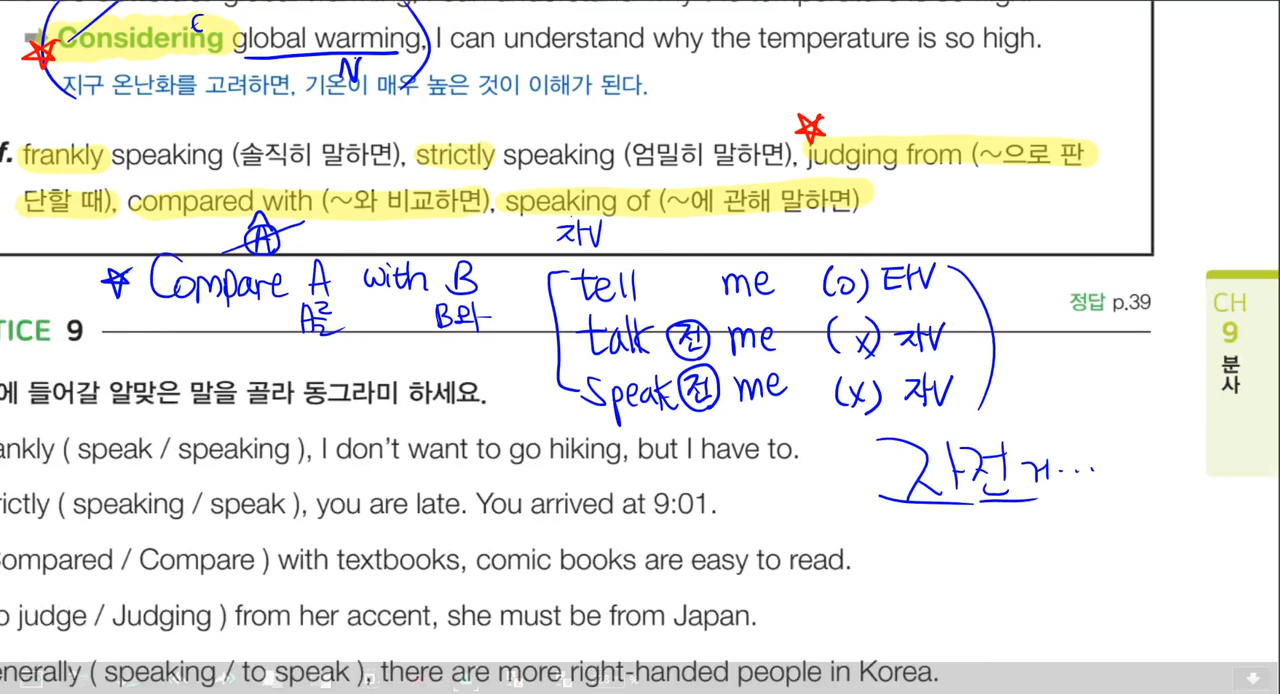 Considering global warming, I can understand why the temperature is so high.
N
지구 온난화를 고려하면, 기온이 매우 높은 것이 이해가 된다.
f. frankly speaking (솔직히 말하면), strictly speaking (엄밀히 말하면), judging from (～으로 판
단할 때), compared with (～와 비교하면), speaking of (～에 관해 말하면)
A
자V
Compare A with B
A를 B와
tell me (O) 타V
talk 전 me (X) 자V
speak 전 me (X) 자V
자전거...
정답 p.39
TICE 9
CH
9
분
사
에 들어갈 알맞은 말을 골라 동그라미 하세요.
ankly ( speak / speaking ), I don't want to go hiking, but I have to.
rictly ( speaking / speak ), you are late. You arrived at 9:01.
ompared / Compare ) with textbooks, comic books are easy to read.
o judge / Judging ) from her accent, she must be from Japan.
enerally ( speaking / to speak ), there are more right-handed people in Korea.